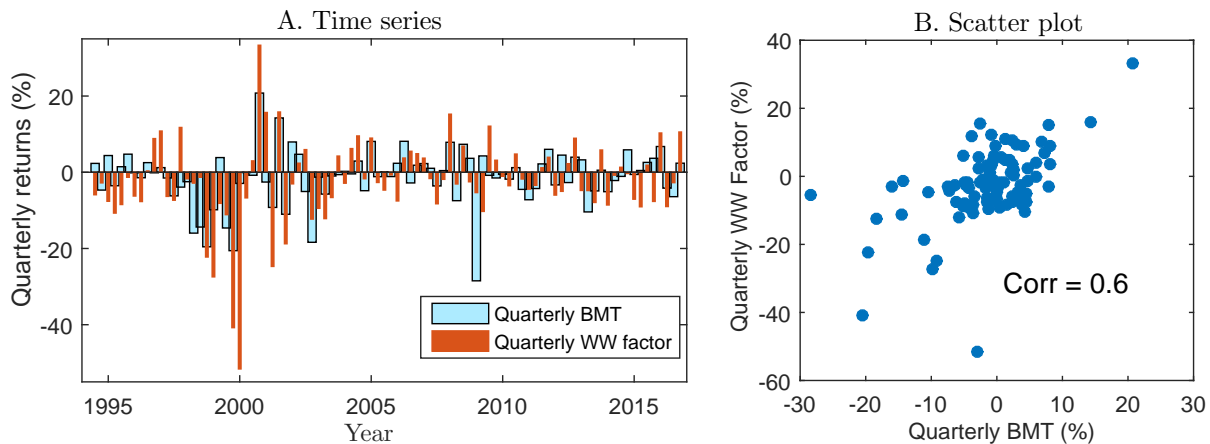 A. Time series
Quarterly returns (%)
20
0
-20
-40
Quarterly BMT
Quarterly WW factor
1995
2000
2005
2010
2015
Year
B. Scatter plot
Quarterly WW Factor (%)
40
20
0
-20
-40
-60
Corr = 0.6
-30
-20
-10
0
10
20
30
Quarterly BMT (%)